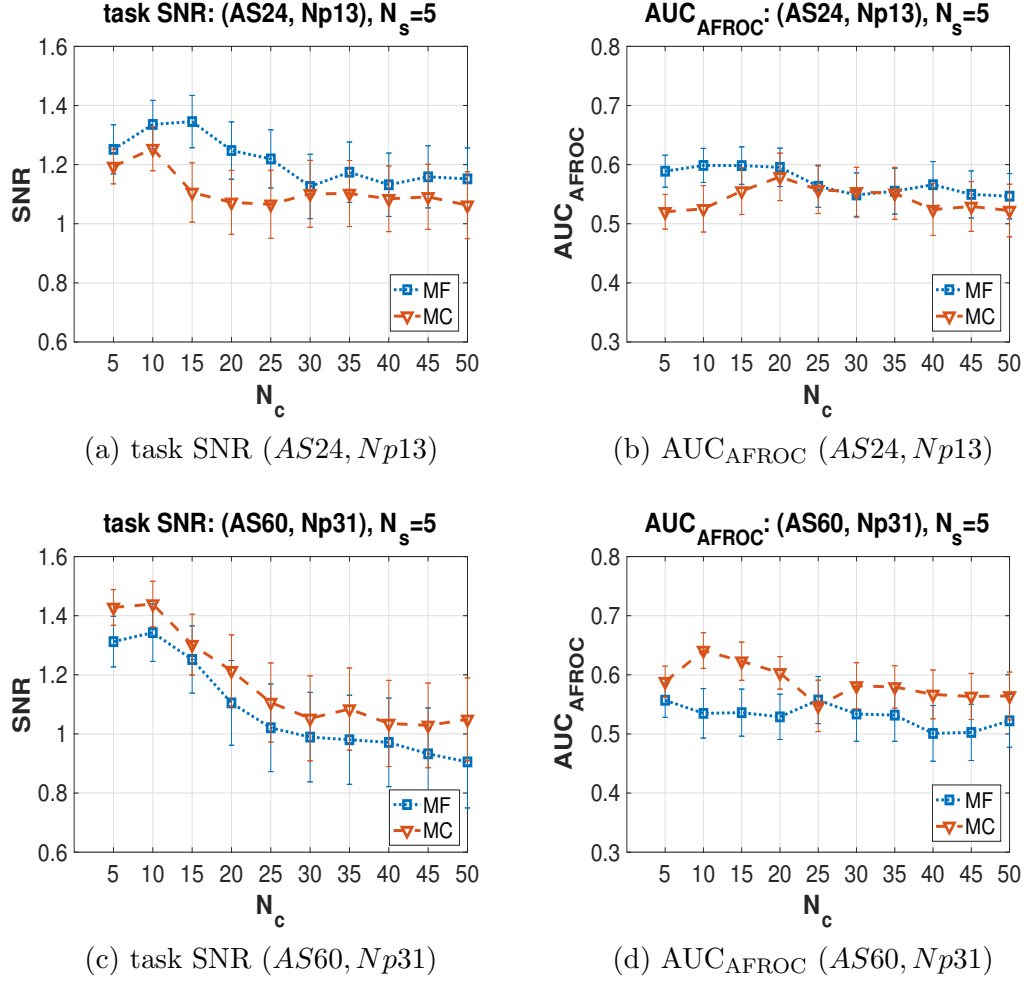 task SNR: (AS24, Np13), N_s=5
SNR
1.6
1.4
1.2
1
0.8
0.6
5 10 15 20 25 30 35 40 45 50
N_c
MF
MC
(a) task SNR (AS24, Np13)
AUC_AFROC: (AS24, Np13), N_s=5
AUC_AFROC
0.8
0.7
0.6
0.5
0.4
0.3
5 10 15 20 25 30 35 40 45 50
N_c
MF
MC
(b) AUC_AFROC (AS24, Np13)
task SNR: (AS60, Np31), N_s=5
SNR
1.6
1.4
1.2
1
0.8
0.6
5 10 15 20 25 30 35 40 45 50
N_c
MF
MC
(c) task SNR (AS60, Np31)
AUC_AFROC: (AS60, Np31), N_s=5
AUC_AFROC
0.8
0.7
0.6
0.5
0.4
0.3
5 10 15 20 25 30 35 40 45 50
N_c
MF
MC
(d) AUC_AFROC (AS60, Np31)